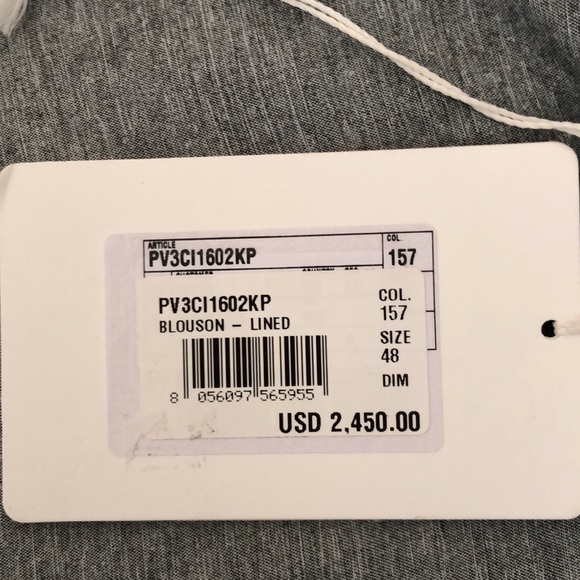 ARTICLE
PV3CI1602KP
COL.
157
PV3CI1602KP
BLOUSON – LINED
COL.
157
SIZE
48
DIM
8 056097 565955
USD 2,450.00